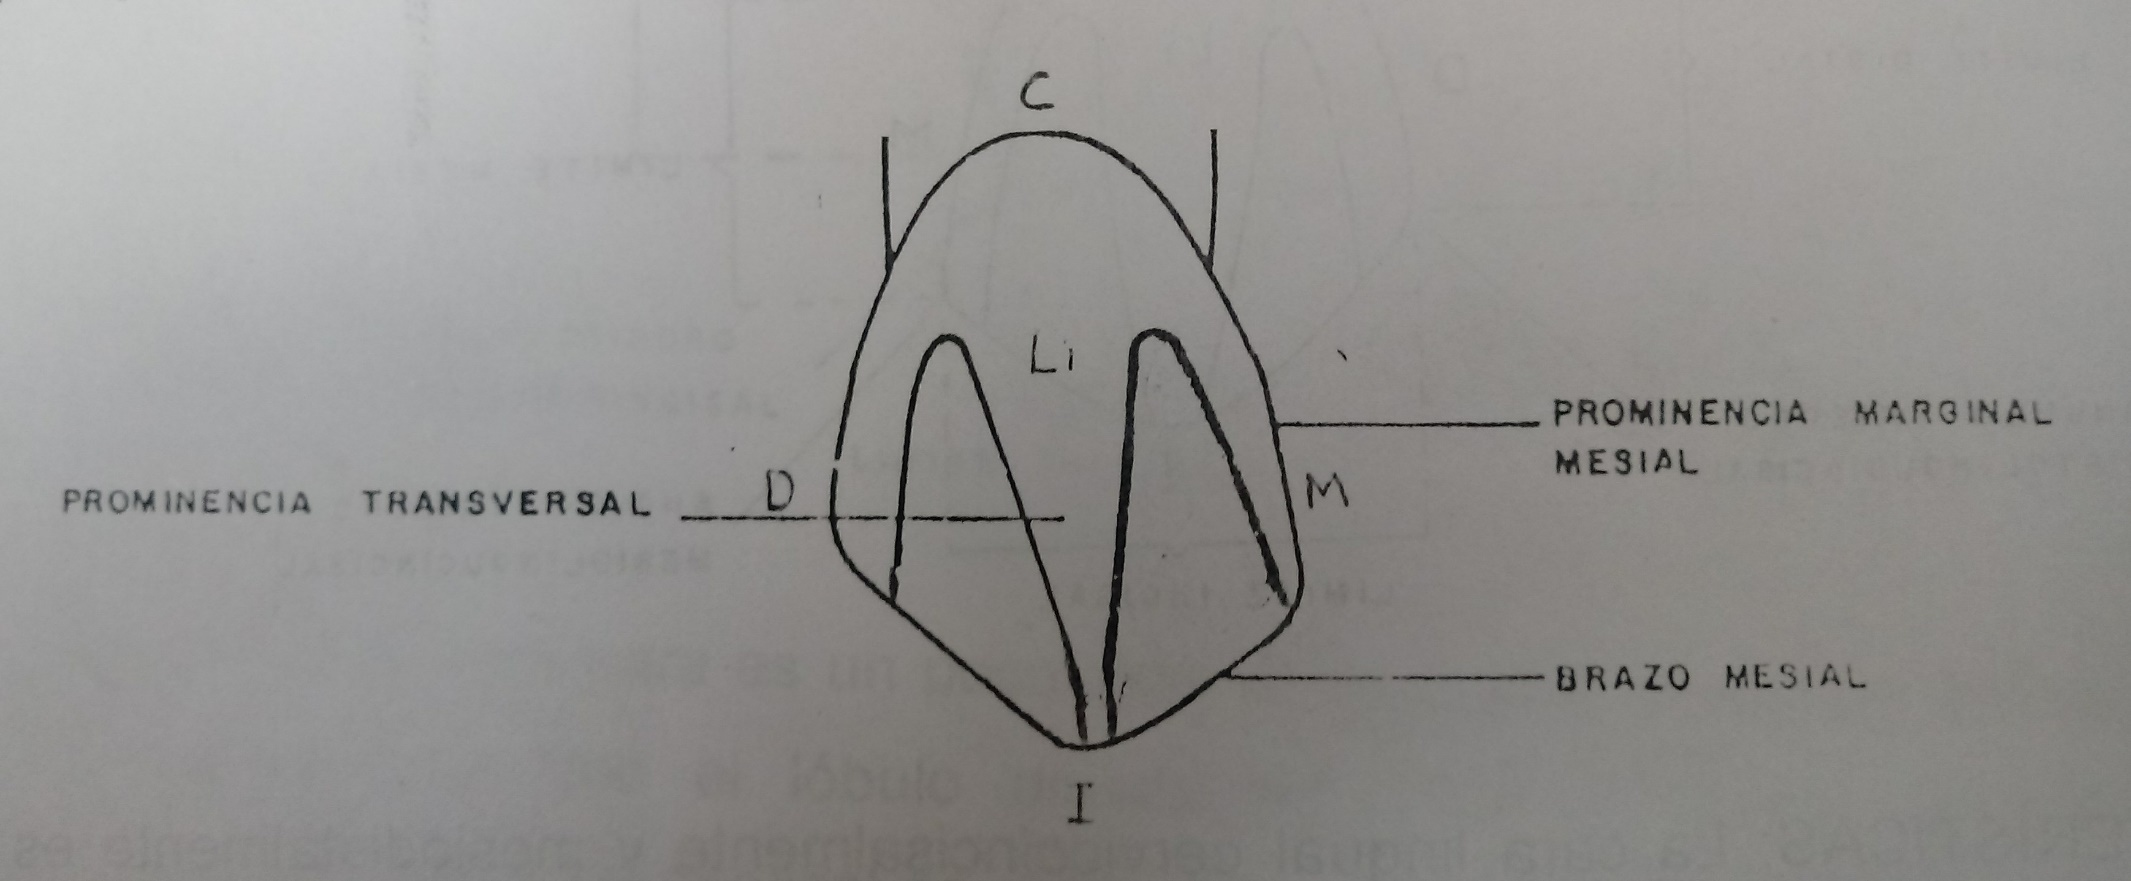 C
Li
PROMINENCIA MARGINAL
MESIAL
PROMINENCIA TRANSVERSAL
D
M
BRAZO MESIAL
I